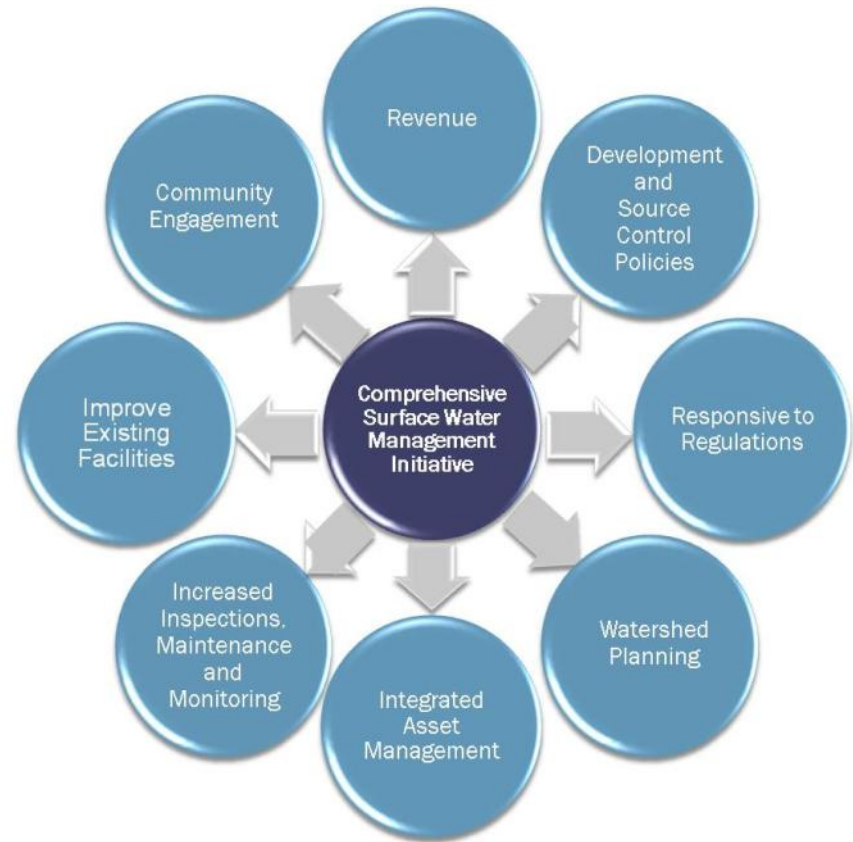 Revenue
Development
and
Source
Control
Policies
Responsive to
Regulations
Watershed
Planning
Integrated
Asset
Management
Increased
Inspections,
Maintenance
and
Monitoring
Improve
Existing
Facilities
Community
Engagement
Comprehensive
Surface Water
Management
Initiative